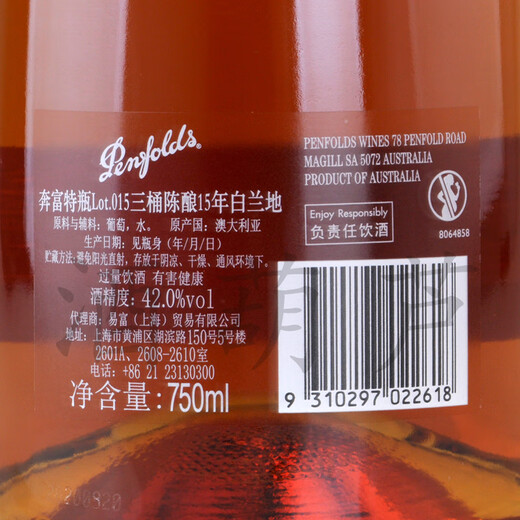 Penfolds
奔富特瓶Lot.015三桶陈酿15年白兰地
原料与辅料：葡萄，水。 原产国：澳大利亚
生产日期：见瓶身（年/月/日）
贮藏方法：避免阳光直射，存放于阴凉、干燥、通风环境下。
过量饮酒 有害健康
酒精度：42.0%vol
代理商：易富（上海）贸易有限公司
地址：上海市黄浦区湖滨路150号5号楼
2601A、2608-2610室
电话：+86 21 23130300
净含量：750ml
PENFOLDS WINES 78 PENFOLD ROAD
MAGILL SA 5072 AUSTRALIA
PRODUCT OF AUSTRALIA
Enjoy Responsibly
负责任饮酒
8064858
9 310297 022618